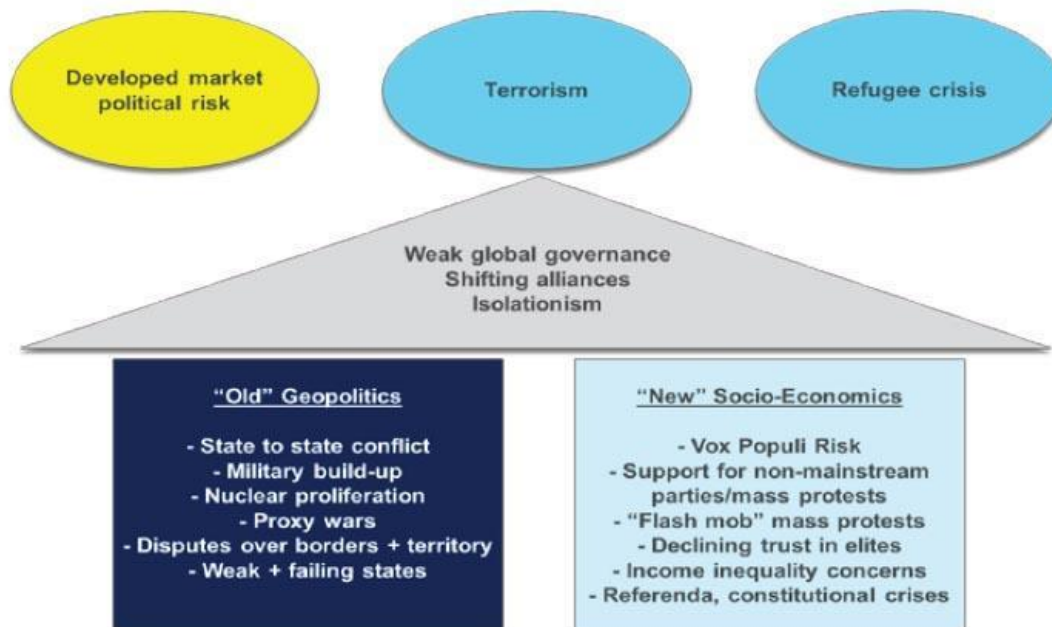 Developed market
political risk
Terrorism
Refugee crisis
Weak global governance
Shifting alliances
Isolationism
“Old” Geopolitics
- State to state conflict
- Military build-up
- Nuclear proliferation
- Proxy wars
- Disputes over borders + territory
- Weak + failing states
“New” Socio-Economics
- Vox Populi Risk
- Support for non-mainstream
parties/mass protests
- “Flash mob” mass protests
- Declining trust in elites
- Income inequality concerns
- Referenda, constitutional crises